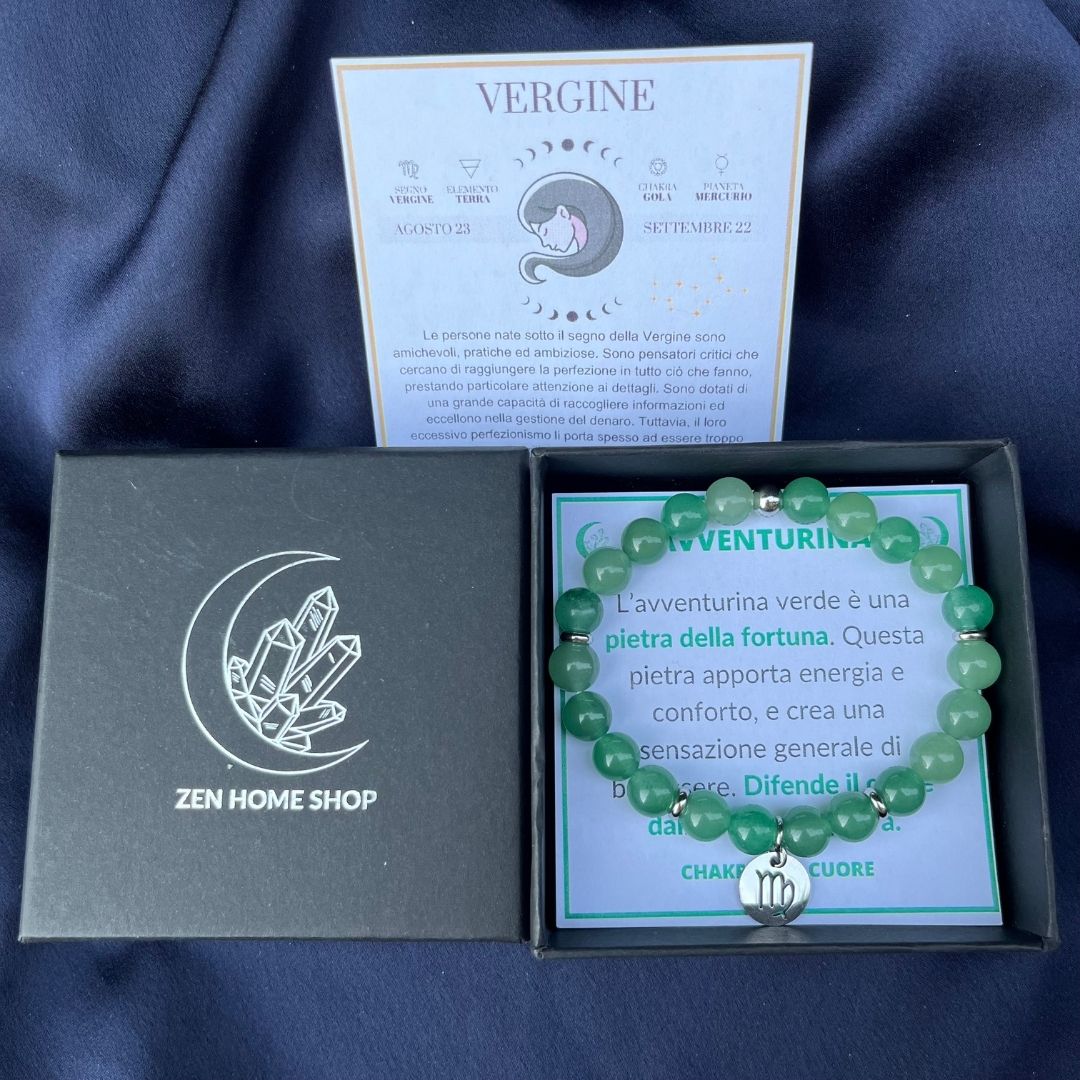 VERGINE
SEGNO
VERGINE
ELEMENTO
TERRA
CHAKRA
GOLA
PIANETA
MERCURIO
AGOSTO 23
SETTEMBRE 22
Le persone nate sotto il segno della Vergine sono
amichevoli, pratiche ed ambiziose. Sono pensatori critici che
cercano di raggiungere la perfezione in tutto ciò che fanno,
prestando particolare attenzione ai dettagli. Sono dotati di
una grande capacità di raccogliere informazioni ed
eccellono nella gestione del denaro. Tuttavia, il loro
eccessivo perfezionismo li porta spesso ad essere troppo
ZEN HOME SHOP
AVVENTURINA
L'avventurina verde è una
pietra della fortuna. Questa
pietra apporta energia e
conforto, e crea una
sensazione generale di
Difende il
CUORE